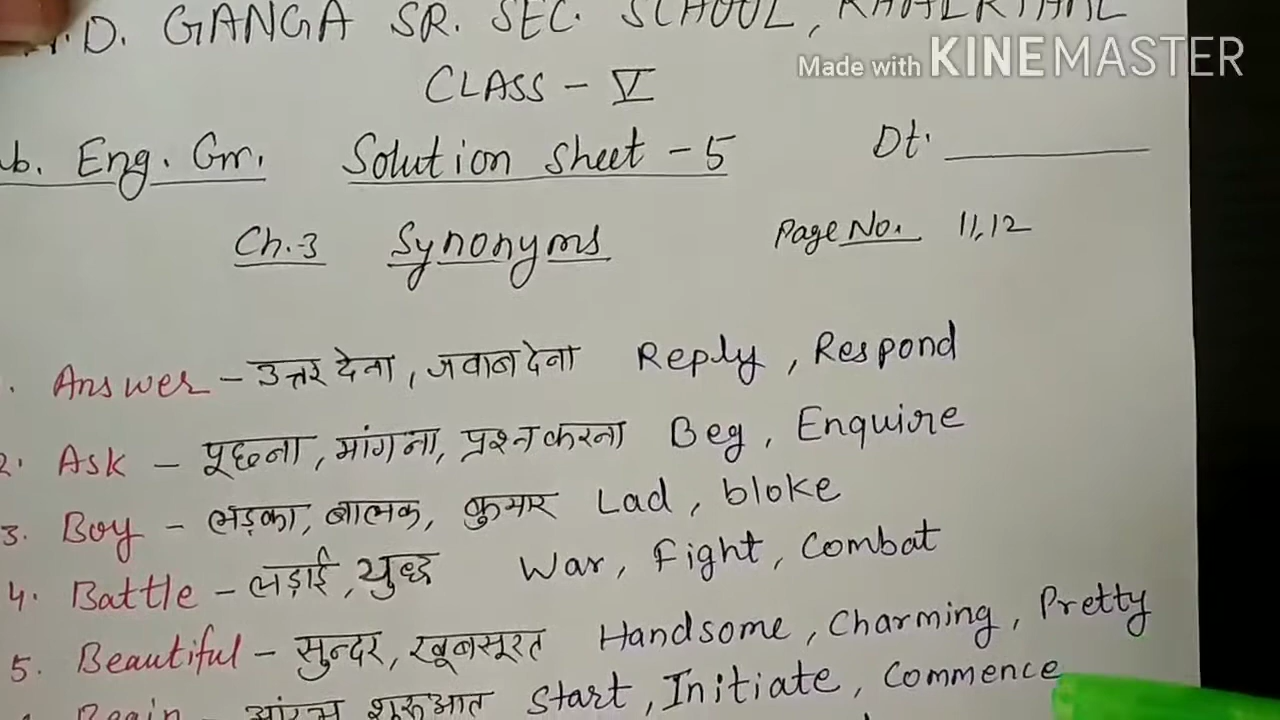 D. GANGA SR. SEC. SCHOOL,
Made with KINEMASTER
CLASS - V
Eng. Gr. Solution Sheet - 5 Dt.
Ch.-3 Synonyms Page No. 11,12
Answer - उत्तर देना, जवाब देना Reply, Respond
2. Ask - पूछना, मांगना, प्रश्न करना Beg, Enquire
3. Boy - लड़का, बालक, कुमार Lad, bloke
4. Battle - लड़ाई, युद्ध War, Fight, Combat
5. Beautiful - सुन्दर, खूबसूरत Handsome, Charming, Pretty
Begin - आरंभ शुरूआत Start, Initiate, Commence